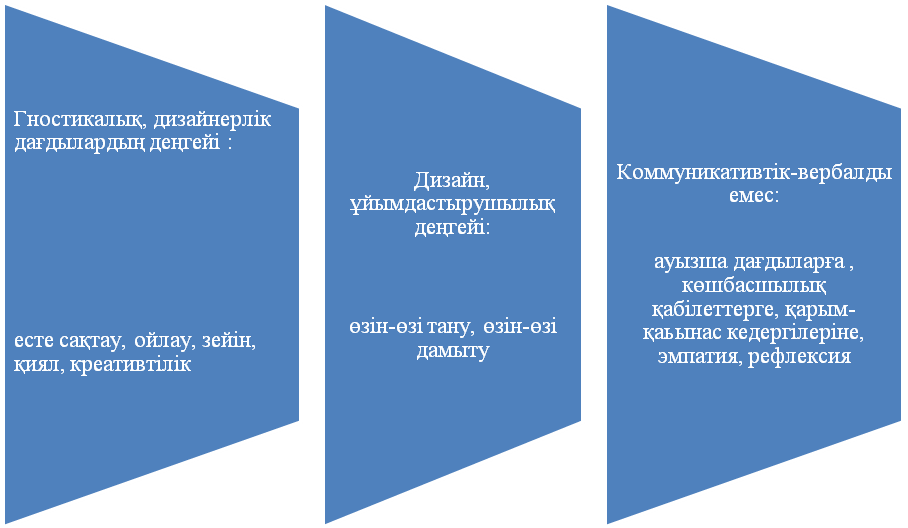 Гностикалық, дизайнерлік
дағдылардың деңгейі :
есте сақтау, ойлау, зейін,
қиял, креативтілік
Дизайн,
ұйымдастырушылық
деңгейі:
өзін-өзі тану, өзін-өзі
дамыту
Коммуникативтік-вербалды
емес:
ауызша дағдыларға ,
көшбасшылық
қабілеттерге, қарым-
қаьынас кедергілеріне,
эмпатия, рефлексия